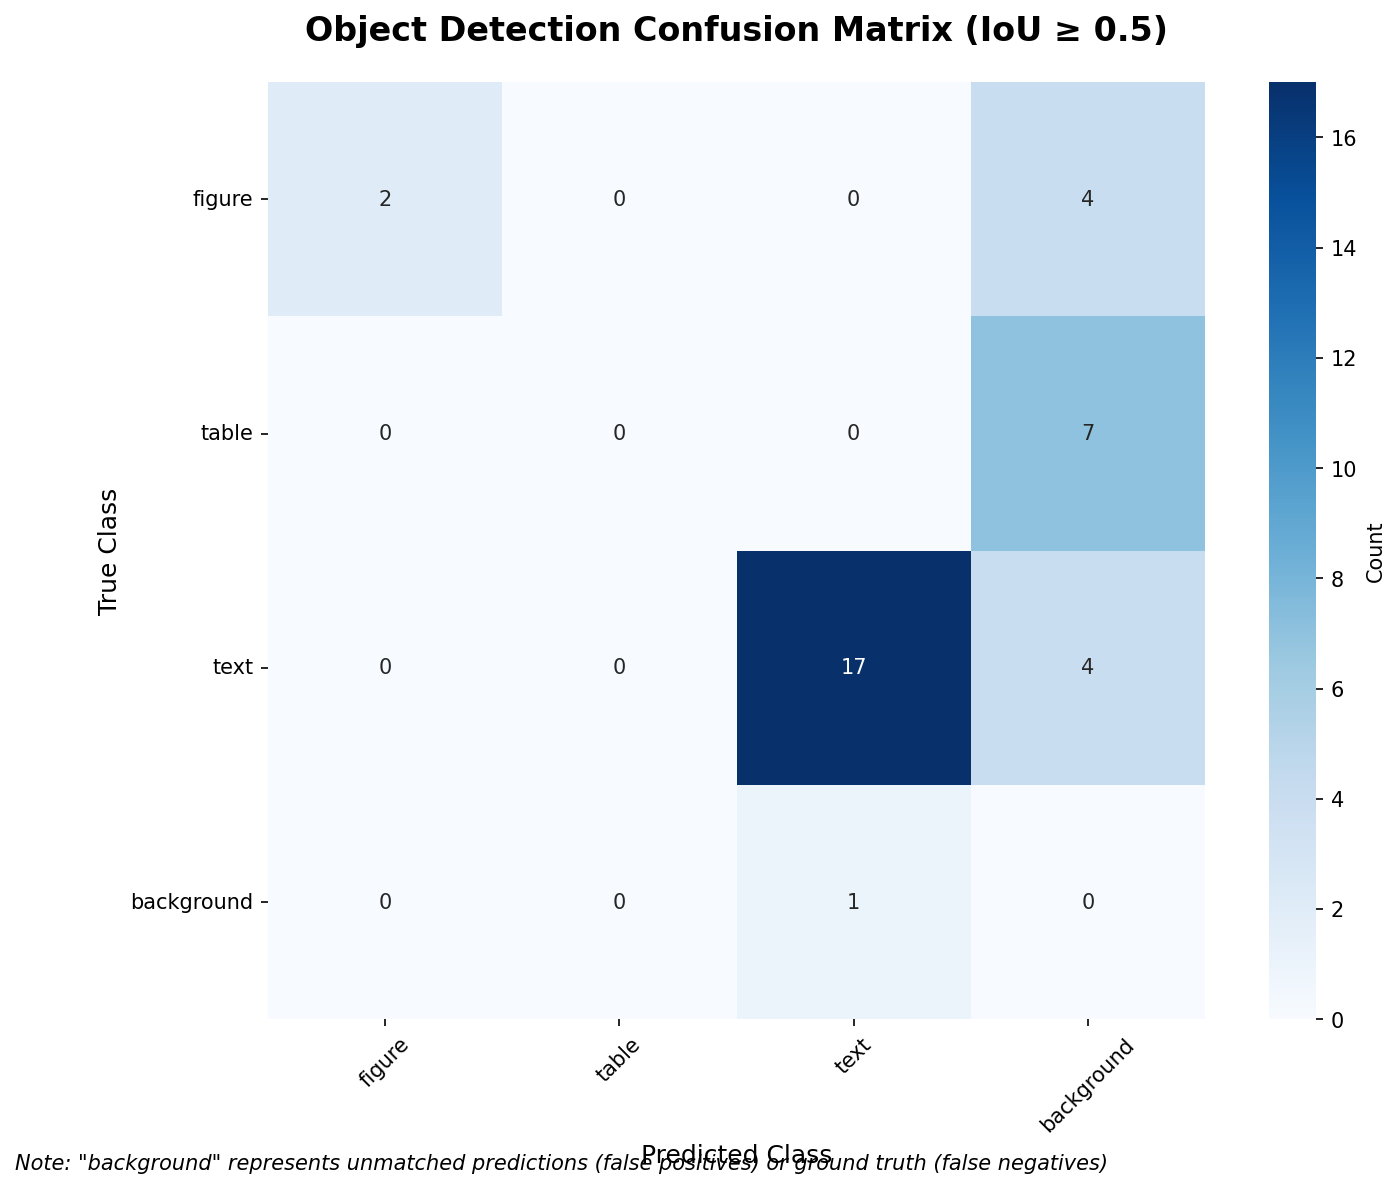 Object Detection Confusion Matrix (IoU ≥ 0.5)
figure 2 0 0 4
table 0 0 0 7
text 0 0 17 4
background 0 0 1 0
figure table text background
True Class
Predicted Class
16
14
12
10
8
6
4
2
0
Count
Note: "background" represents unmatched predictions (false positives) or ground truth (false negatives)